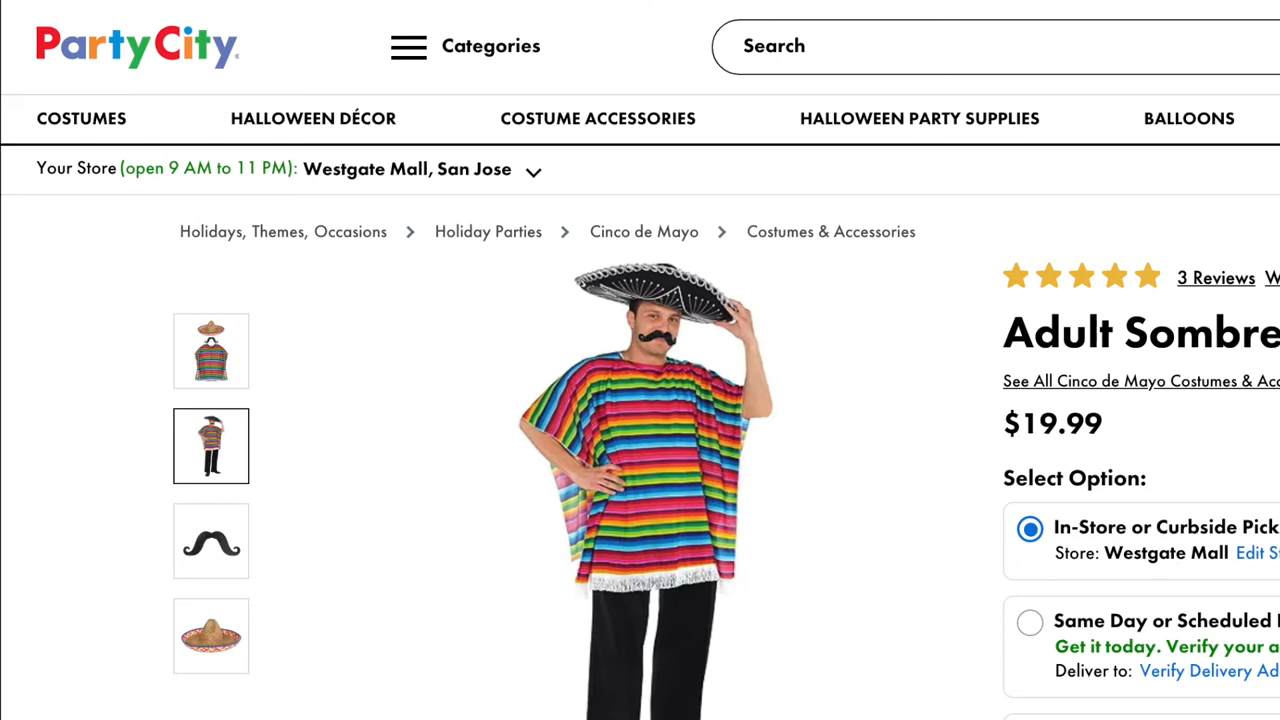 PartyCity
Categories
Search
COSTUMES HALLOWEEN DÉCOR COSTUME ACCESSORIES HALLOWEEN PARTY SUPPLIES BALLOONS
Your Store (open 9 AM to 11 PM): Westgate Mall, San Jose
Holidays, Themes, Occasions > Holiday Parties > Cinco de Mayo > Costumes & Accessories
3 Reviews W
Adult Sombre
See All Cinco de Mayo Costumes & Acc
$19.99
Select Option:
In-Store or Curbside Pick
Store: Westgate Mall Edit S
Same Day or Scheduled
Get it today. Verify your a
Deliver to: Verify Delivery Ad